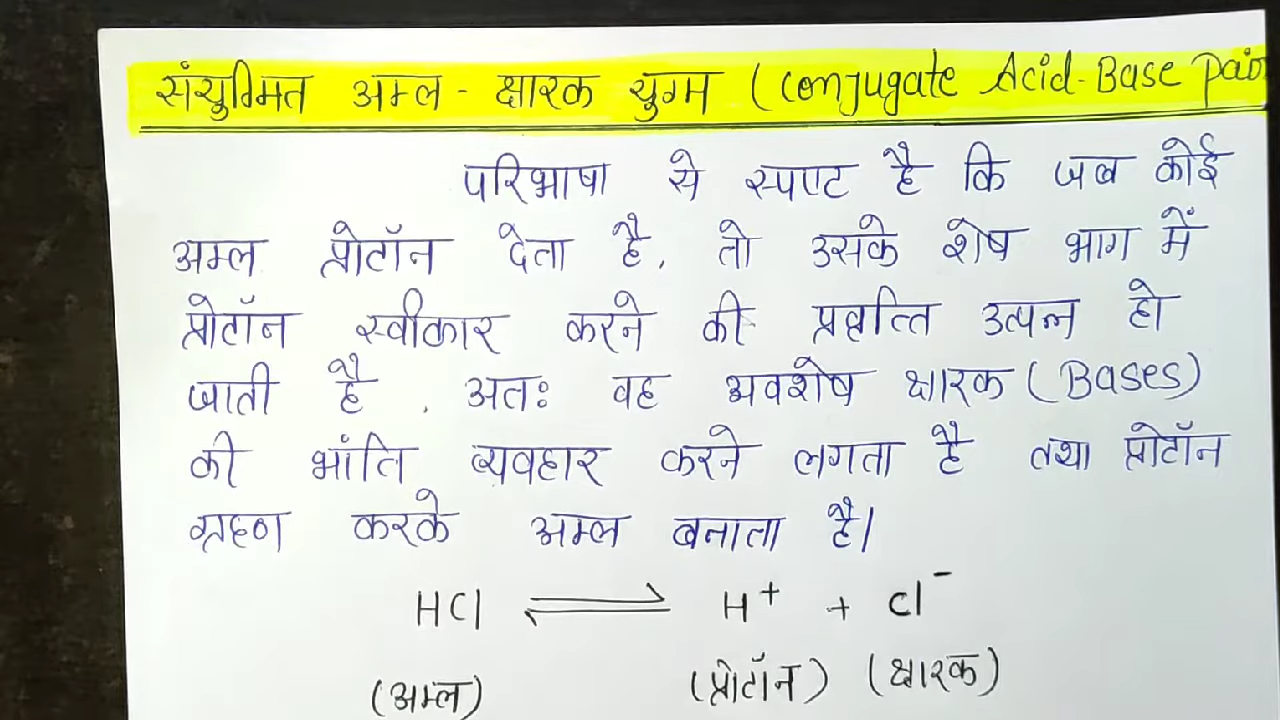 संयुग्मित अम्ल - क्षारक युग्म (Conjugate Acid-Base pair
परिभाषा से स्पष्ट है कि जब कोई
अम्ल प्रोटॉन देता है, तो उसके शेष भाग में
प्रोटॉन स्वीकार करने की प्रवृत्ति उत्पन्न हो
जाती है, अतः वह अवशेष क्षारक (Bases)
की भांति व्यवहार करने लगता है तथा प्रोटॉन
ग्रहण करके अम्ल बनाता है।
HCl ⇌ H⁺ + Cl⁻
(अम्ल) (प्रोटॉन) (क्षारक)